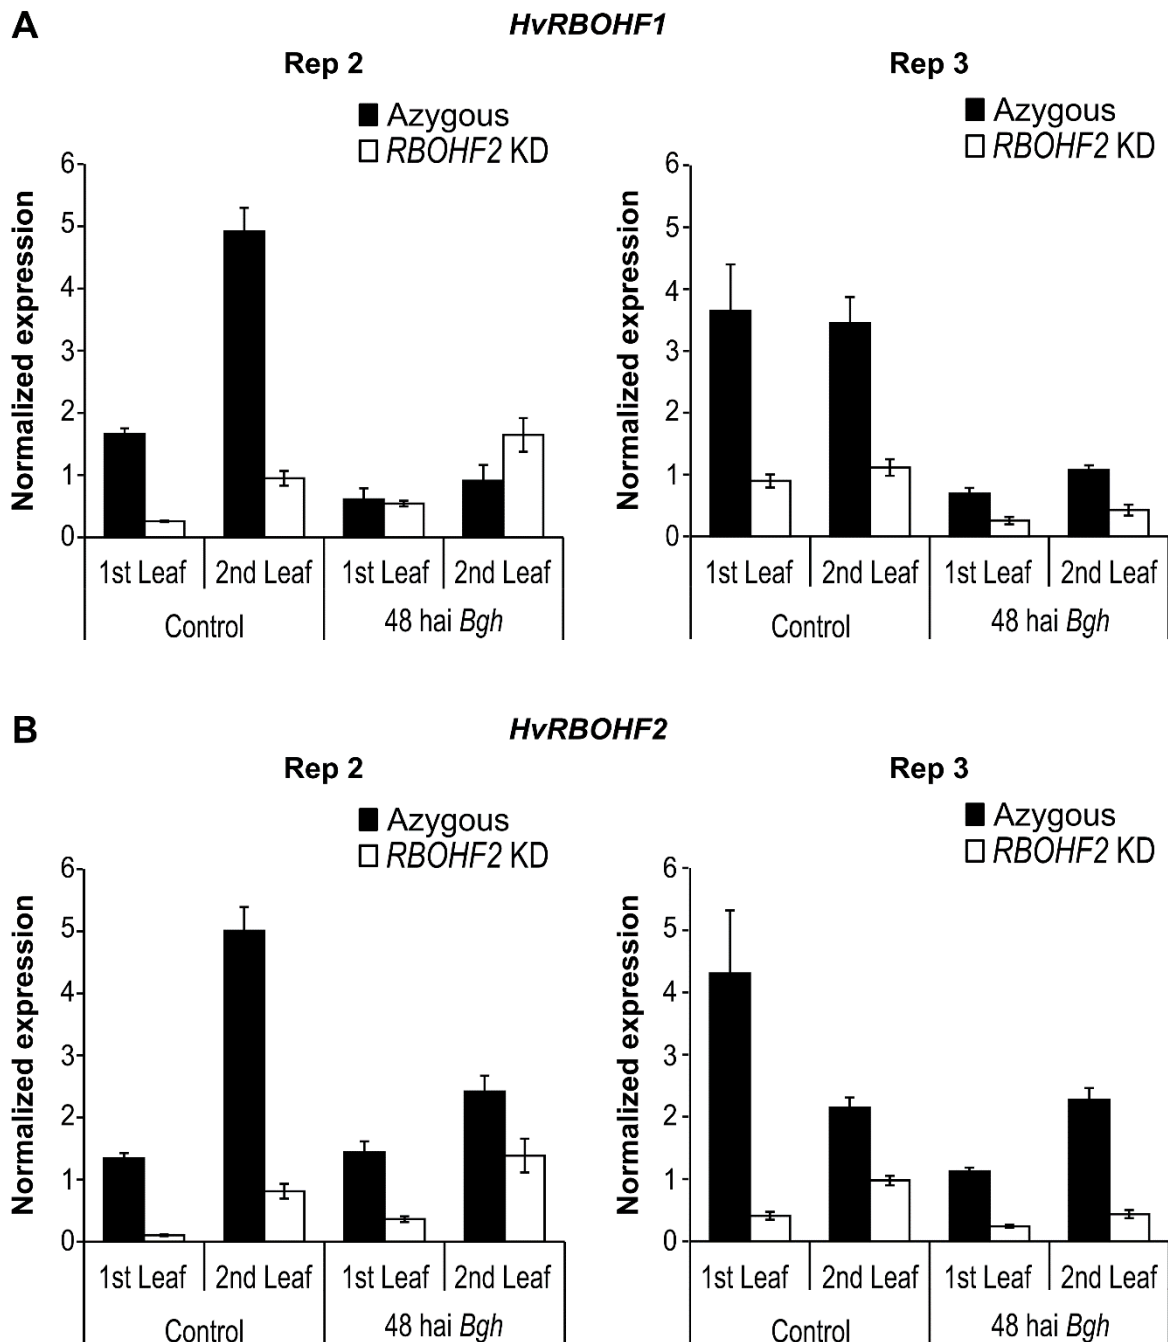 A
HvRBOHF1
Rep 2
Rep 3
Azygous
RBOHF2 KD
Azygous
RBOHF2 KD
Normalized expression
6
5
4
3
2
1
0
1st Leaf 2nd Leaf 1st Leaf 2nd Leaf
Control 48 hai Bgh
Normalized expression
6
5
4
3
2
1
0
1st Leaf 2nd Leaf 1st Leaf 2nd Leaf
Control 48 hai Bgh
B
HvRBOHF2
Rep 2
Rep 3
Azygous
RBOHF2 KD
Azygous
RBOHF2 KD
Normalized expression
6
5
4
3
2
1
0
1st Leaf 2nd Leaf 1st Leaf 2nd Leaf
Control 48 hai Bgh
Normalized expression
6
5
4
3
2
1
0
1st Leaf 2nd Leaf 1st Leaf 2nd Leaf
Control 48 hai Bgh